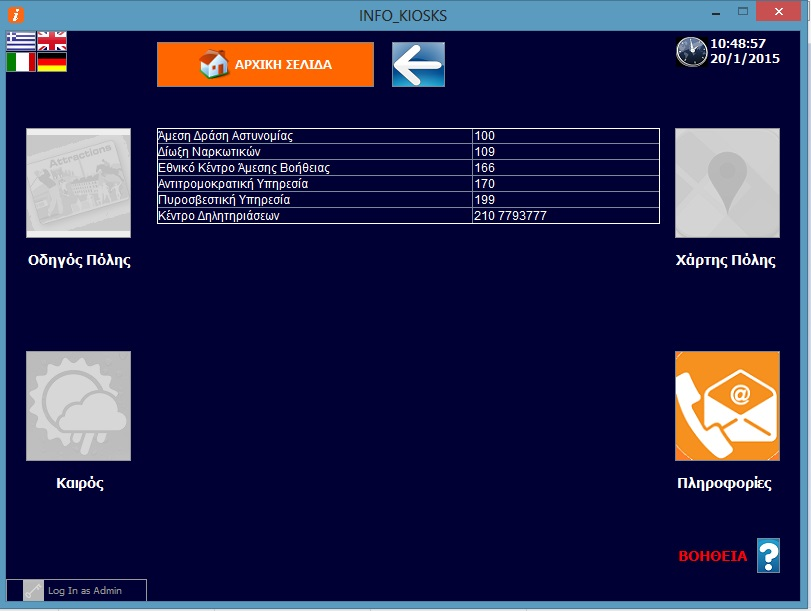 INFO_KIOSKS
ΑΡΧΙΚΗ ΣΕΛΙΔΑ
10:48:57
20/1/2015
Attractions
Άμεση Δράση Αστυνομίας 100
Δίωξη Ναρκωτικών 109
Εθνικό Κέντρο Άμεσης Βοήθειας 166
Αντιτρομοκρατική Υπηρεσία 170
Πυροσβεστική Υπηρεσία 199
Κέντρο Δηλητηριάσεων 210 7793777
Οδηγός Πόλης
Χάρτης Πόλης
@
Καιρός
Πληροφορίες
ΒΟΗΘΕΙΑ ?
Log In as Admin